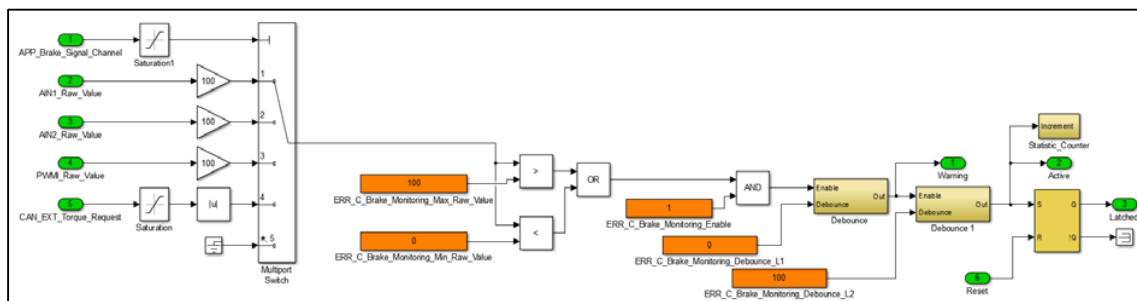 1
APP_Brake_Signal_Channel
Saturation1
2
AIN1_Raw_Value
100
1
3
AIN2_Raw_Value
100
2
4
PWMI_Raw_Value
100
3
5
CAN_EXT_Torque_Request
Saturation
|u|
4
*, 5
Multiport
Switch
100
ERR_C_Brake_Monitoring_Max_Raw_Value
0
ERR_C_Brake_Monitoring_Min_Raw_Value
>
<
OR
1
ERR_C_Brake_Monitoring_Enable
AND
0
ERR_C_Brake_Monitoring_Debounce_L1
100
ERR_C_Brake_Monitoring_Debounce_L2
Enable
Out
Debounce
Debounce
1
Warning
Enable
Out
Debounce
Debounce 1
Increment
Statistic_Counter
2
Active
S
Q
R
!Q
3
Latched
6
Reset